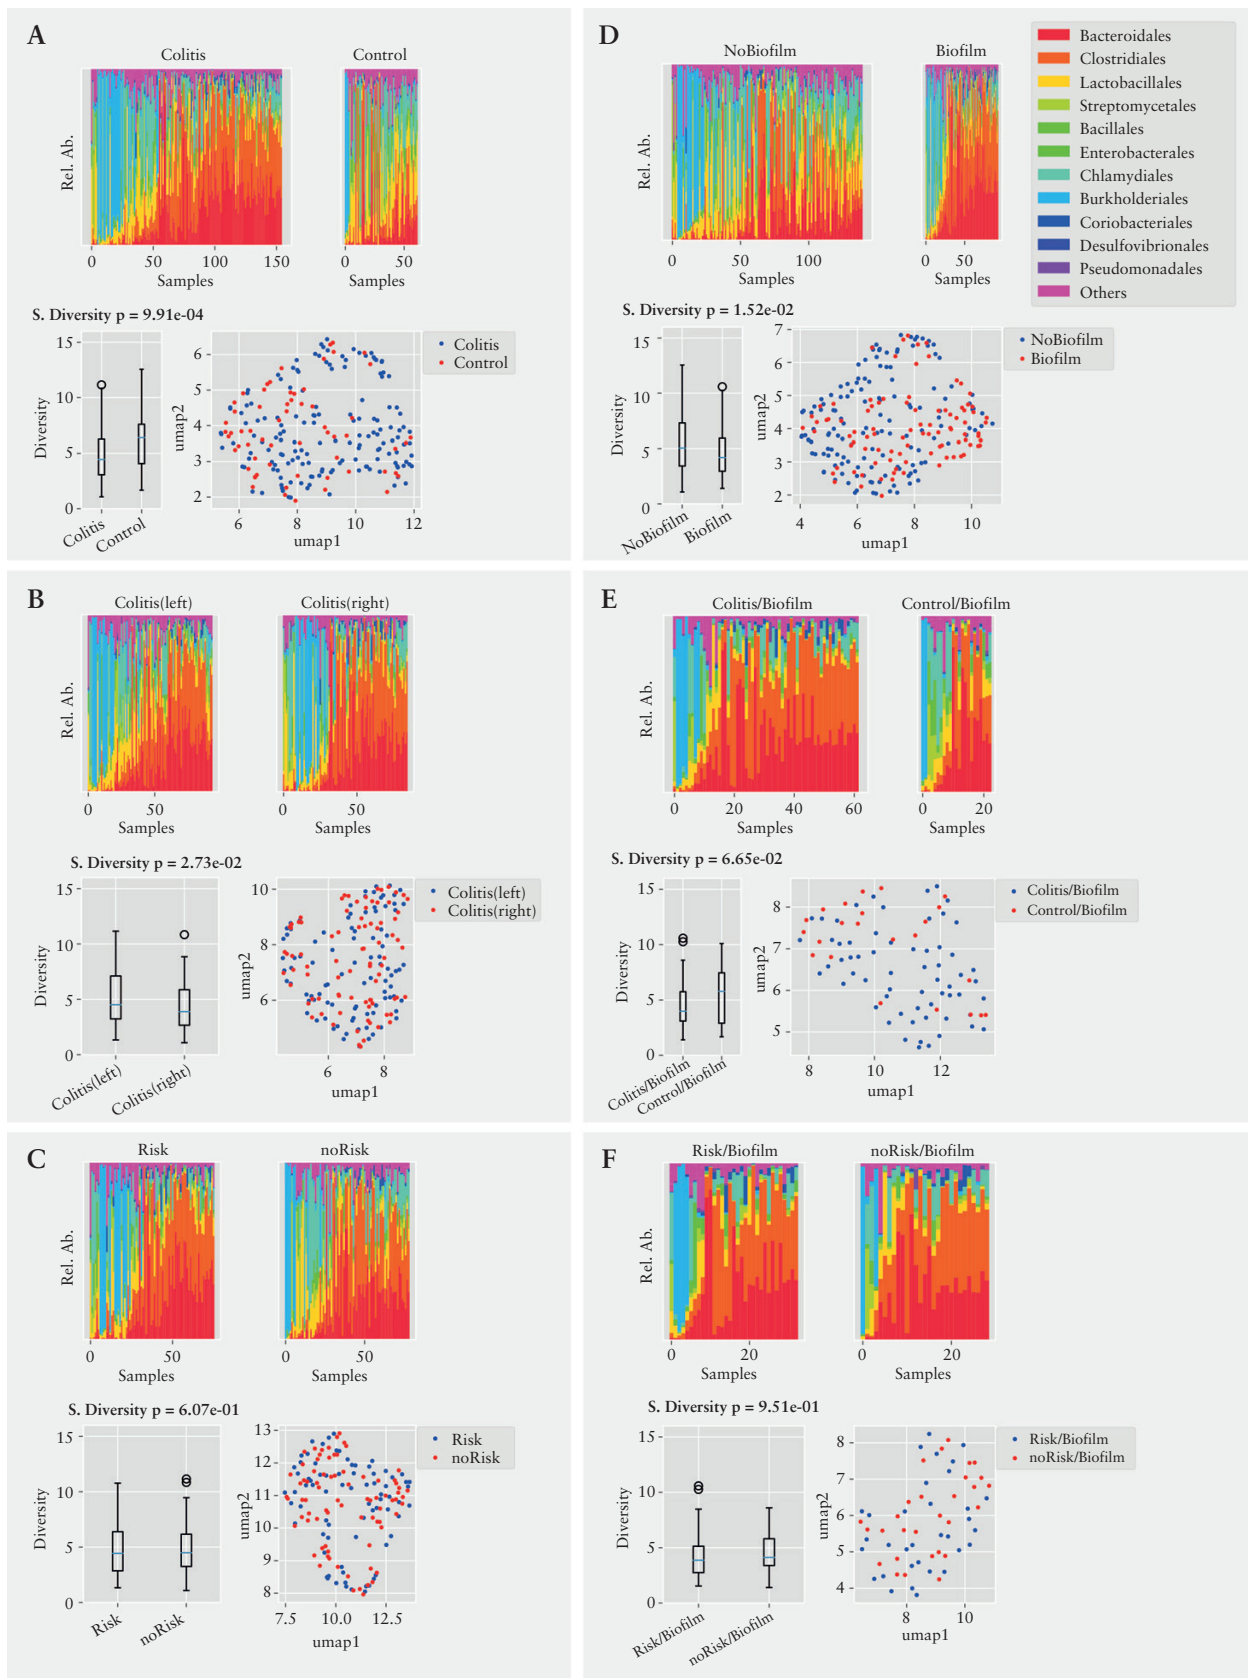 A
Colitis
Control
Rel. Ab.
0 50 100 150
0 50
Samples
Samples
S. Diversity p = 9.91e-04
15
10
5
0
Diversity
Colitis
Control
6
5
4
3
2
umap2
6 8 10 12
umap1
Colitis
Control
B
Colitis(left)
Colitis(right)
Rel. Ab.
0 50
0 50
Samples
Samples
S. Diversity p = 2.73e-02
15
10
5
0
Diversity
Colitis(left)
Colitis(right)
10
8
6
umap2
6 8
umap1
Colitis(left)
Colitis(right)
C
Risk
noRisk
Rel. Ab.
0 50
0 50
Samples
Samples
S. Diversity p = 6.07e-01
15
10
5
0
Diversity
Risk
noRisk
13
12
11
10
9
8
umap2
7.5 10.0 12.5
umap1
Risk
noRisk
D
NoBiofilm
Biofilm
Rel. Ab.
0 50 100
0 50
Samples
Samples
Bacteroidales
Clostridiales
Lactobacillales
Streptomycetales
Bacillales
Enterobacterales
Chlamydiales
Burkholderiales
Coriobacteriales
Desulfovibrionales
Pseudomonadales
Others
S. Diversity p = 1.52e-02
15
10
5
0
Diversity
NoBiofilm
Biofilm
7
6
5
4
3
2
umap2
4 6 8 10
umap1
NoBiofilm
Biofilm
E
Colitis/Biofilm
Control/Biofilm
Rel. Ab.
0 20 40 60
0 20
Samples
Samples
S. Diversity p = 6.65e-02
15
10
5
0
Diversity
Colitis/Biofilm
Control/Biofilm
8
7
6
5
umap2
8 10 12
umap1
Colitis/Biofilm
Control/Biofilm
F
Risk/Biofilm
noRisk/Biofilm
Rel. Ab.
0 20
0 20
Samples
Samples
S. Diversity p = 9.51e-01
15
10
5
0
Diversity
Risk/Biofilm
noRisk/Biofilm
8
7
6
5
4
umap2
8 10
umap1
Risk/Biofilm
noRisk/Biofilm